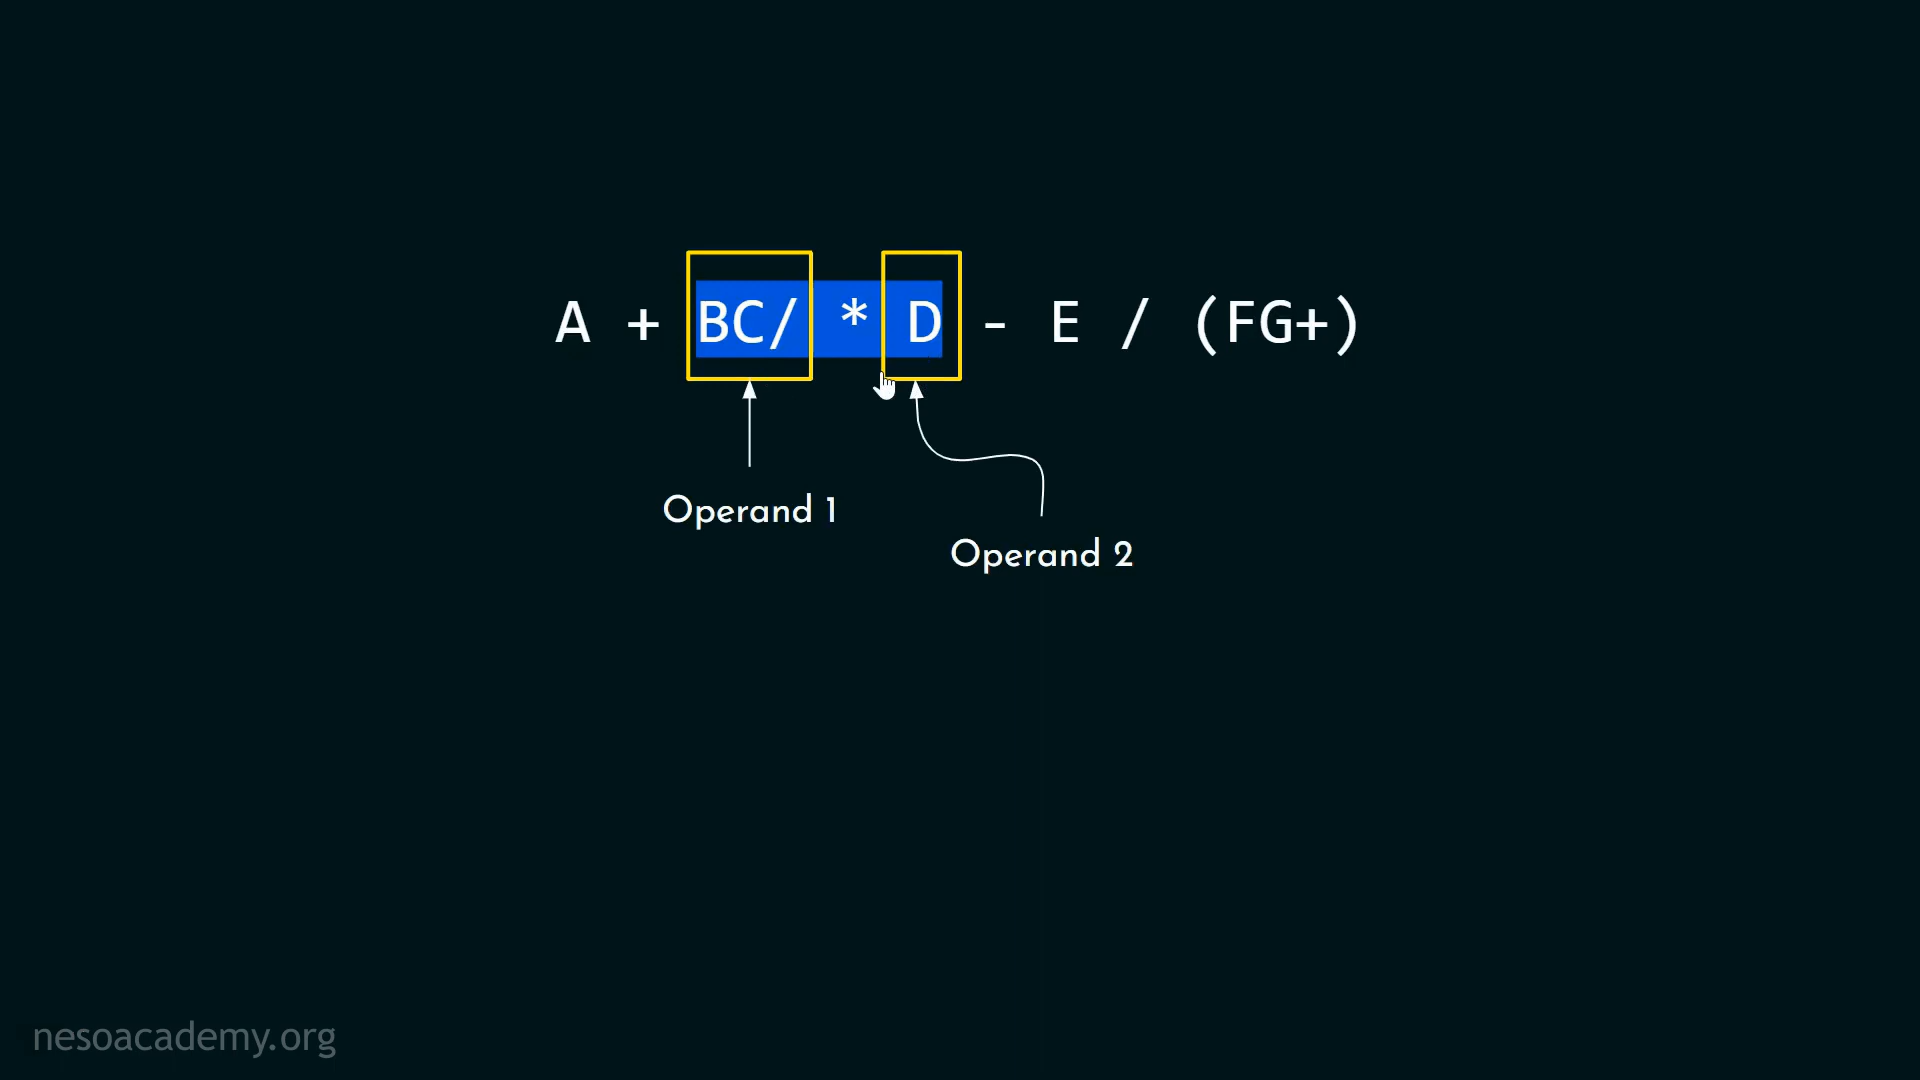 A + BC/ * D - E / (FG+)
Operand 1
Operand 2
nesoacademy.org